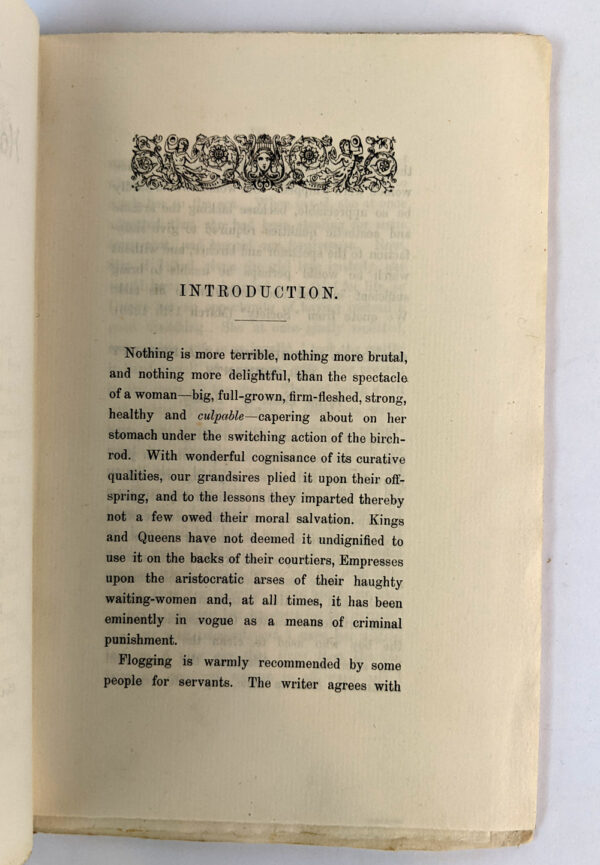 INTRODUCTION.
Nothing is more terrible, nothing more brutal,
and nothing more delightful, than the spectacle
of a woman—big, full-grown, firm-fleshed, strong,
healthy and culpable—capering about on her
stomach under the switching action of the birch-
rod. With wonderful cognisance of its curative
qualities, our grandsires plied it upon their off-
spring, and to the lessons they imparted thereby
not a few owed their moral salvation. Kings
and Queens have not deemed it undignified to
use it on the backs of their courtiers, Empresses
upon the aristocratic arses of their haughty
waiting-women and, at all times, it has been
eminently in vogue as a means of criminal
punishment.
Flogging is warmly recommended by some
people for servants. The writer agrees with